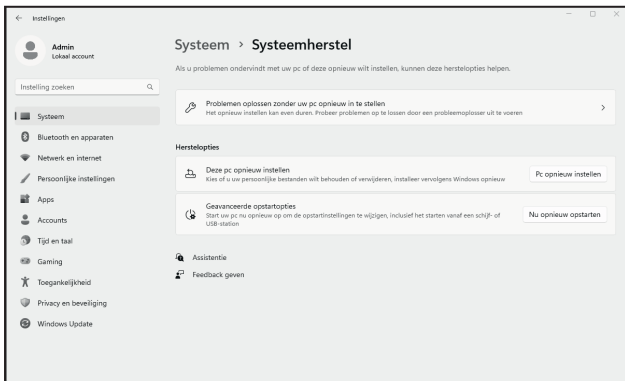 Instellingen
Admin
Lokaal account
Instelling zoeken
Systeem
Bluetooth en apparaten
Netwerk en internet
Persoonlijke instellingen
Apps
Accounts
Tijd en taal
Gaming
Toegankelijkheid
Privacy en beveiliging
Windows Update
Systeem > Systeemherstel
Als u problemen ondervindt met uw pc of deze opnieuw wilt instellen, kunnen deze herstelopties helpen.
Problemen oplossen zonder uw pc opnieuw in te stellen
Het opnieuw instellen kan even duren. Probeer problemen op te lossen door een probleemoplosser uit te voeren
Herstelopties
Deze pc opnieuw instellen
Kies of u uw persoonlijke bestanden wilt behouden of verwijderen, installeer vervolgens Windows opnieuw
Pc opnieuw instellen
Geavanceerde opstartopties
Start uw pc nu opnieuw op om de opstartinstellingen te wijzigen, inclusief het starten vanaf een schijf- of
USB-station
Nu opnieuw opstarten
Assistentie
Feedback geven